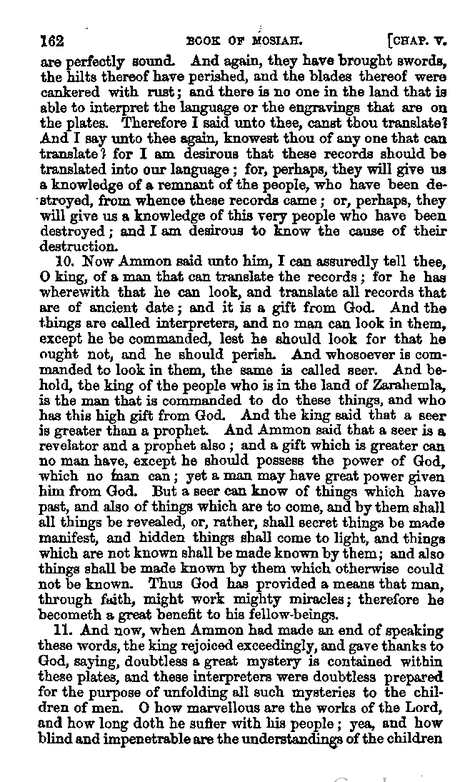 162 BOOK OF MOSIAH. [CHAP. V.
are perfectly sound. And again, they have brought swords,
the hilts thereof have perished, and the blades thereof were
cankered with rust; and there is no one in the land that is
able to interpret the language or the engravings that are on
the plates. Therefore I said unto thee, canst thou translate?
And I say unto thee again, knowest thou of any one that can
translate? for I am desirous that these records should be
translated into our language; for, perhaps, they will give us
a knowledge of a remnant of the people, who have been de-
stroyed, from whence these records came; or, perhaps, they
will give us a knowledge of this very people who have been
destroyed; and I am desirous to know the cause of their
destruction.
10. Now Ammon said unto him, I can assuredly tell thee,
O king, of a man that can translate the records; for he has
wherewith that he can look, and translate all records that
are of ancient date; and it is a gift from God. And the
things are called interpreters, and no man can look in them,
except he be commanded, lest he should look for that he
ought not, and he should perish. And whosoever is com-
manded to look in them, the same is called seer. And be-
hold, the king of the people who is in the land of Zarahemla,
is the man that is commanded to do these things, and who
has this high gift from God. And the king said that a seer
is greater than a prophet. And Ammon said that a seer is a
revelator and a prophet also; and a gift which is greater can
no man have, except he should possess the power of God,
which no man can; yet a man may have great power given
him from God. But a seer can know of things which have
past, and also of things which are to come, and by them shall
all things be revealed, or, rather, shall secret things be made
manifest, and hidden things shall come to light, and things
which are not known shall be made known by them; and also
things shall be made known by them which otherwise could
not be known. Thus God has provided a means that man,
through faith, might work mighty miracles; therefore he
becometh a great benefit to his fellow-beings.
11. And now, when Ammon had made an end of speaking
these words, the king rejoiced exceedingly, and gave thanks to
God, saying, doubtless a great mystery is contained within
these plates, and these interpreters were doubtless prepared
for the purpose of unfolding all such mysteries to the chil-
dren of men. O how marvellous are the works of the Lord,
and how long doth he suffer with his people; yea, and how
blind and impenetrable are the understandings of the children